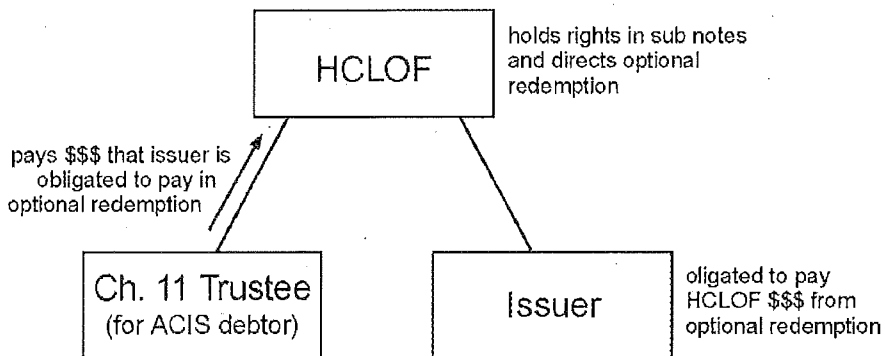 HCLOF
holds rights in sub notes
and directs optional
redemption
pays $$$ that issuer is
obligated to pay in
optional redemption
Ch. 11 Trustee
(for ACIS debtor)
Issuer
oligated to pay
HCLOF $$$ from
optional redemption